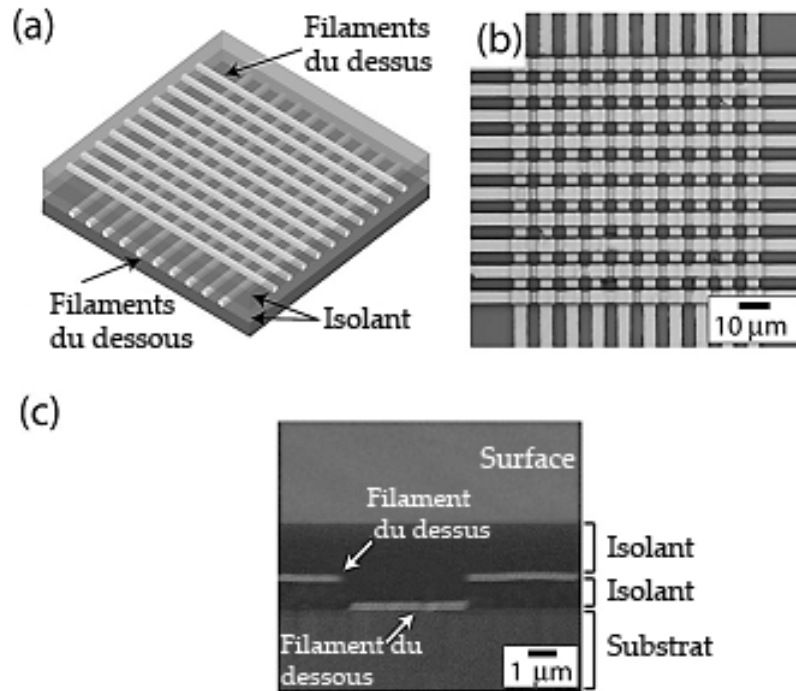 (a)
Filaments
du dessus
Filaments
du dessous
Isolant
(b)
10 µm
(c)
Surface
Filament
du dessus
Isolant
Isolant
Filament du
dessous
Substrat
1 µm